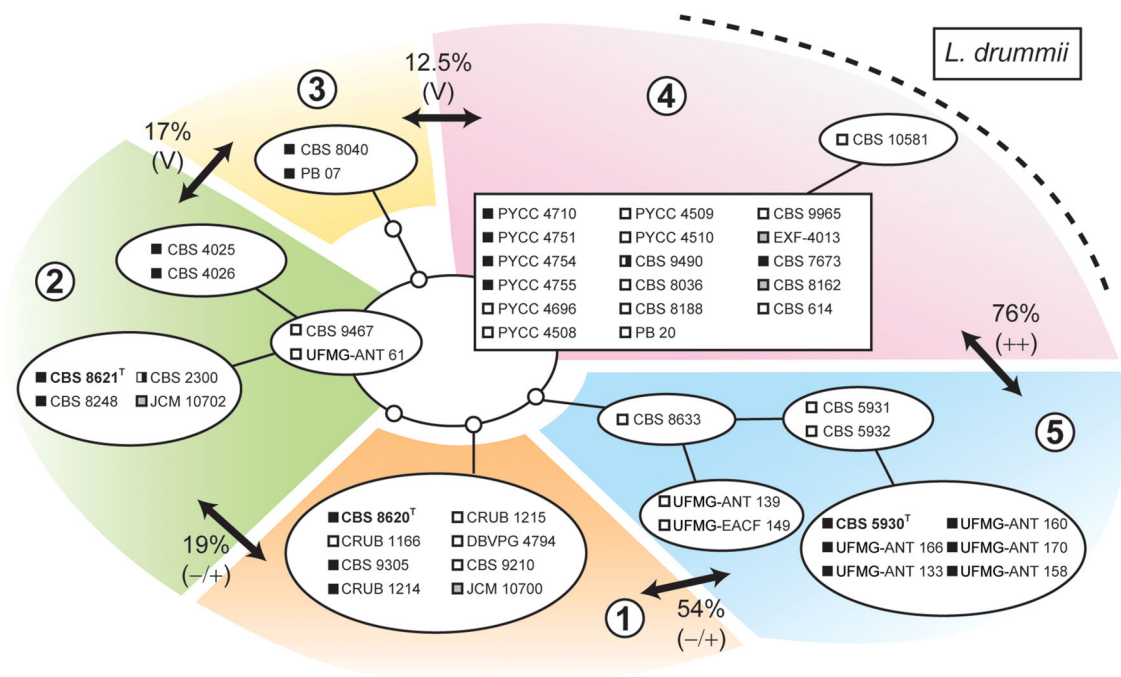 L. drummii
12.5%
(V)
3
4
17%
(V)
CBS 8040
PB 07
CBS 10581
PYCC 4710
PYCC 4751
PYCC 4754
PYCC 4755
PYCC 4696
PYCC 4508
PYCC 4509
PYCC 4510
CBS 9490
CBS 8036
CBS 8188
PB 20
CBS 9965
EXF-4013
CBS 7673
CBS 8162
CBS 614
2
CBS 4025
CBS 4026
CBS 9467
UFMG-ANT 61
CBS 8621ᵀ CBS 2300
CBS 8248 JCM 10702
76%
(++)
5
CBS 8633
CBS 5931
CBS 5932
UFMG-ANT 139
UFMG-EACF 149
CBS 5930ᵀ UFMG-ANT 160
UFMG-ANT 166 UFMG-ANT 170
UFMG-ANT 133 UFMG-ANT 158
CBS 8620ᵀ CRUB 1215
CRUB 1166 DBVPG 4794
CBS 9305 CBS 9210
CRUB 1214 JCM 10700
19%
(–/+)
1
54%
(–/+)